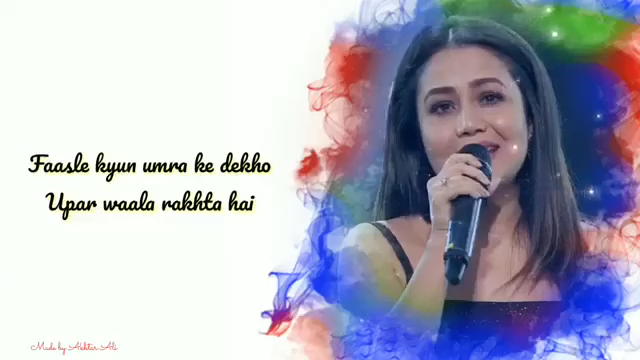 Faasle kyun umra ke dekho
Upar waala rakhta hai
Made by Akhtar Ali